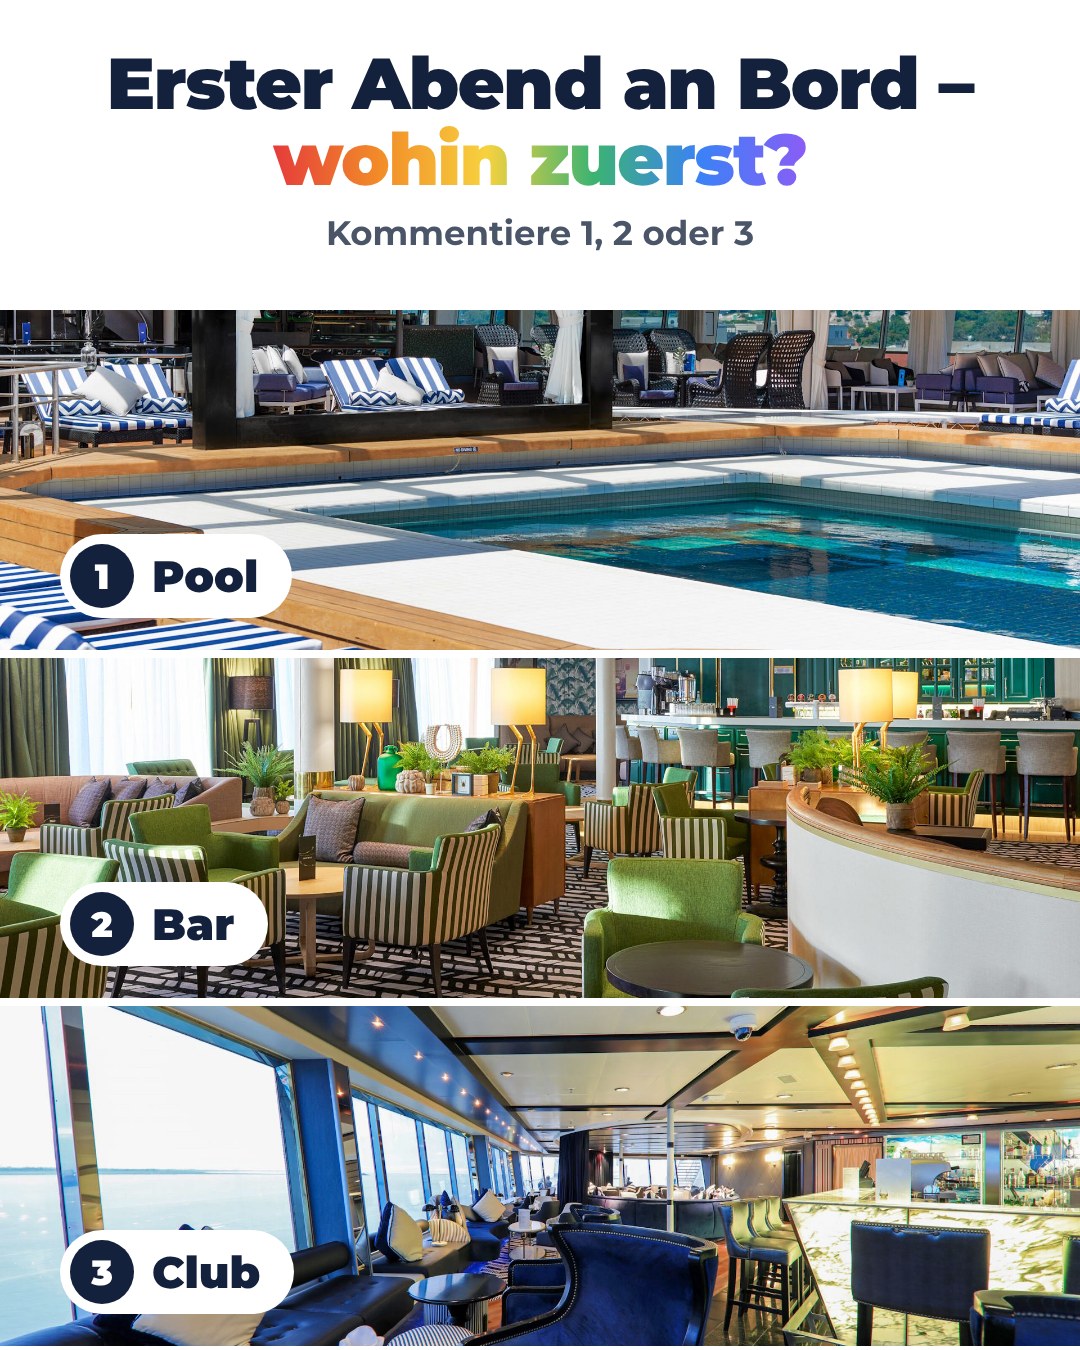 Erster Abend an Bord –
wohin zuerst?
Kommentiere 1, 2 oder 3
1 Pool
2 Bar
3 Club